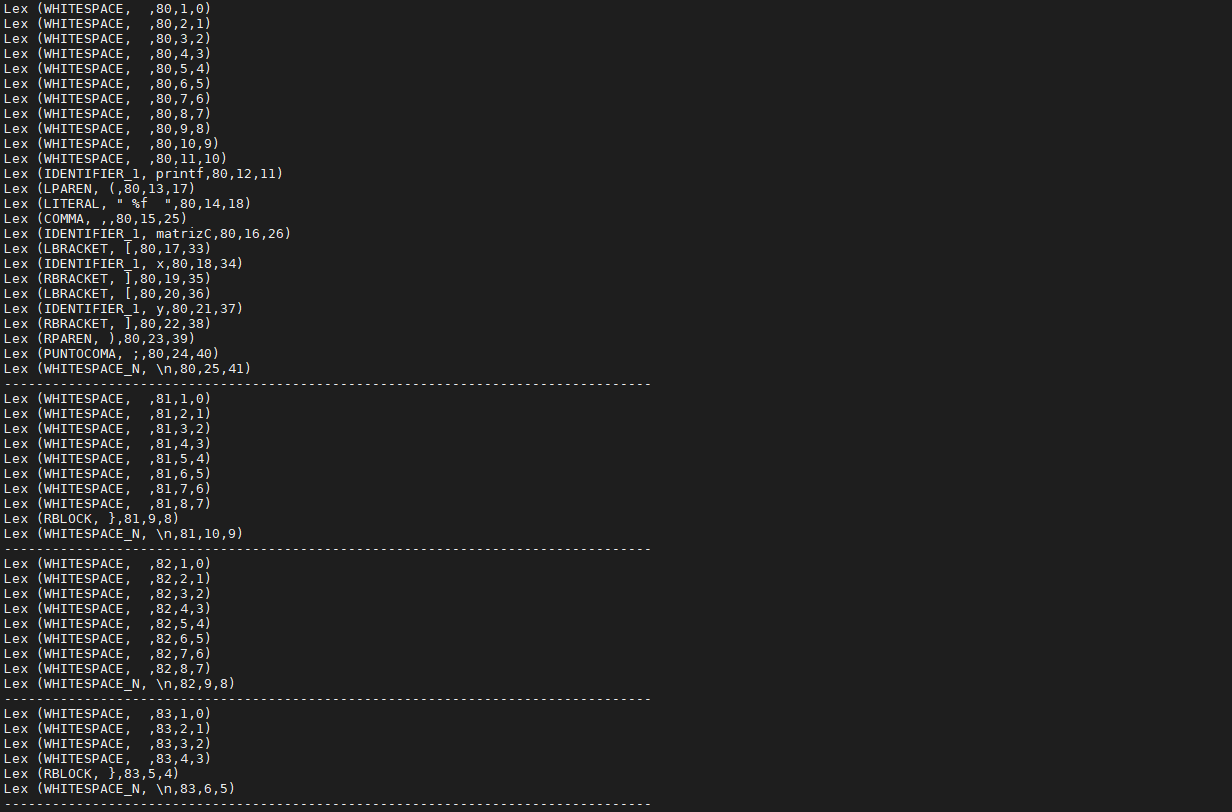 Lex (WHITESPACE,  ,80,1,0)
Lex (WHITESPACE,  ,80,2,1)
Lex (WHITESPACE,  ,80,3,2)
Lex (WHITESPACE,  ,80,4,3)
Lex (WHITESPACE,  ,80,5,4)
Lex (WHITESPACE,  ,80,6,5)
Lex (WHITESPACE,  ,80,7,6)
Lex (WHITESPACE,  ,80,8,7)
Lex (WHITESPACE,  ,80,9,8)
Lex (WHITESPACE,  ,80,10,9)
Lex (WHITESPACE,  ,80,11,10)
Lex (IDENTIFIER_1, printf,80,12,11)
Lex (LPAREN, (,80,13,17)
Lex (LITERAL, " %f  ",80,14,18)
Lex (COMMA, ,,80,15,25)
Lex (IDENTIFIER_1, matrizC,80,16,26)
Lex (LBRACKET, [,80,17,33)
Lex (IDENTIFIER_1, x,80,18,34)
Lex (RBRACKET, ],80,19,35)
Lex (LBRACKET, [,80,20,36)
Lex (IDENTIFIER_1, y,80,21,37)
Lex (RBRACKET, ],80,22,38)
Lex (RPAREN, ),80,23,39)
Lex (PUNTOCOMA, ;,80,24,40)
Lex (WHITESPACE_N, \n,80,25,41)
---------------------------------------------------------------------------------
Lex (WHITESPACE,  ,81,1,0)
Lex (WHITESPACE,  ,81,2,1)
Lex (WHITESPACE,  ,81,3,2)
Lex (WHITESPACE,  ,81,4,3)
Lex (WHITESPACE,  ,81,5,4)
Lex (WHITESPACE,  ,81,6,5)
Lex (WHITESPACE,  ,81,7,6)
Lex (WHITESPACE,  ,81,8,7)
Lex (RBLOCK, },81,9,8)
Lex (WHITESPACE_N, \n,81,10,9)
---------------------------------------------------------------------------------
Lex (WHITESPACE,  ,82,1,0)
Lex (WHITESPACE,  ,82,2,1)
Lex (WHITESPACE,  ,82,3,2)
Lex (WHITESPACE,  ,82,4,3)
Lex (WHITESPACE,  ,82,5,4)
Lex (WHITESPACE,  ,82,6,5)
Lex (WHITESPACE,  ,82,7,6)
Lex (WHITESPACE,  ,82,8,7)
Lex (WHITESPACE_N, \n,82,9,8)
---------------------------------------------------------------------------------
Lex (WHITESPACE,  ,83,1,0)
Lex (WHITESPACE,  ,83,2,1)
Lex (WHITESPACE,  ,83,3,2)
Lex (WHITESPACE,  ,83,4,3)
Lex (RBLOCK, },83,5,4)
Lex (WHITESPACE_N, \n,83,6,5)
---------------------------------------------------------------------------------